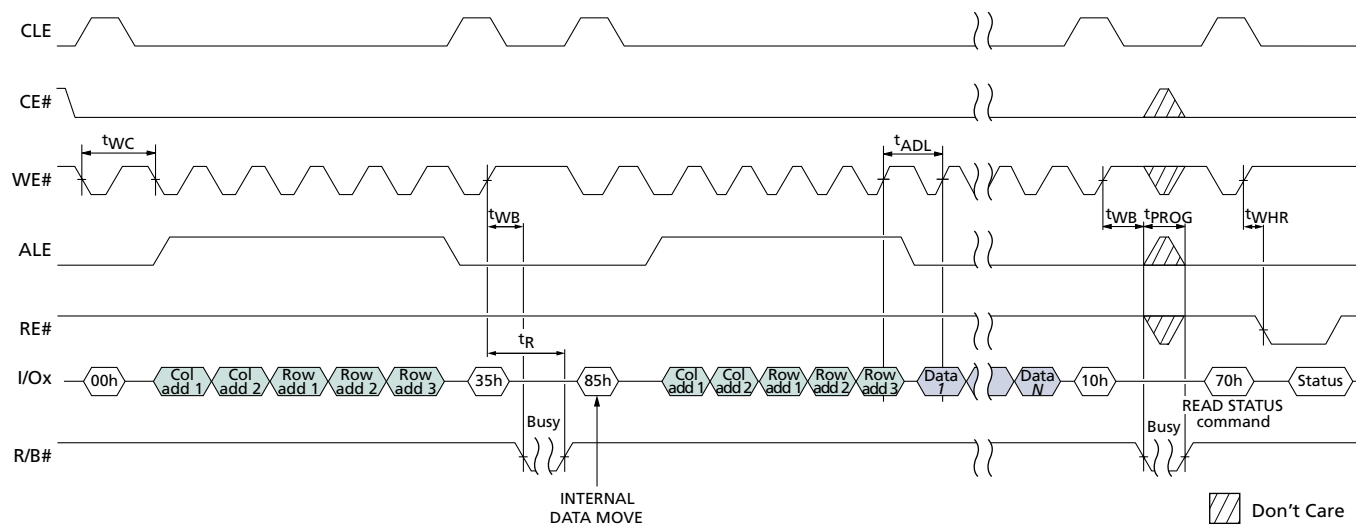 CLE
CE#
tWC
tADL
WE#
tWB
tWB
tPROG
tWHR
ALE
RE#
tR
I/Ox
00h
Col add 1
Col add 2
Row add 1
Row add 2
Row add 3
35h
85h
Col add 1
Col add 2
Row add 1
Row add 2
Row add 3
Data 1
Data N
10h
70h
Status
READ STATUS
command
Busy
Busy
R/B#
INTERNAL
DATA MOVE
Don't Care